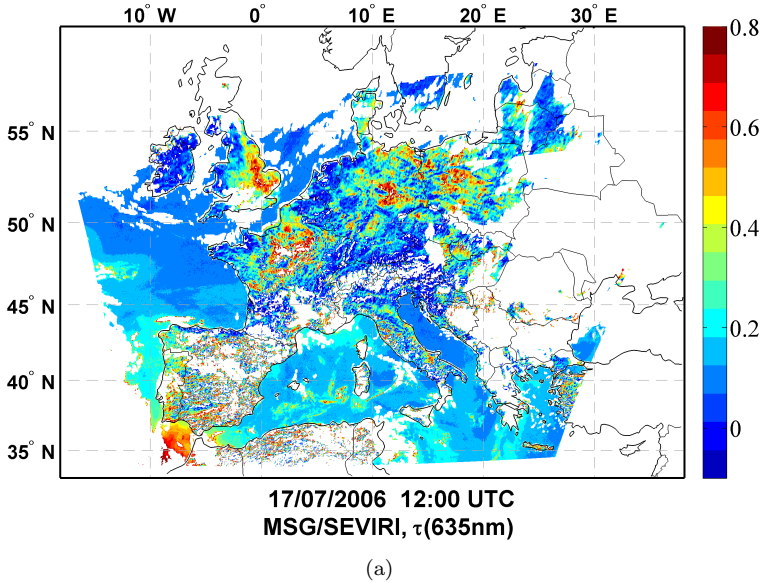 10° W 0° 10° E 20° E 30° E
0.8
55° N
0.6
50° N
0.4
45° N
0.2
40° N
0
35° N
17/07/2006 12:00 UTC
MSG/SEVIRI, τ(635nm)
(a)